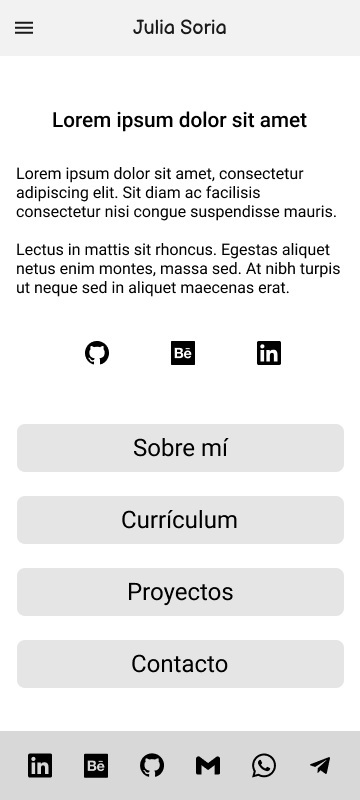 Julia Soria
Lorem ipsum dolor sit amet
Lorem ipsum dolor sit amet, consectetur
adipiscing elit. Sit diam ac facilisis
consectetur nisi congue suspendisse mauris.
Lectus in mattis sit rhoncus. Egestas aliquet
netus enim montes, massa sed. At nibh turpis
ut neque sed in aliquet maecenas erat.
Bē in
Sobre mí
Currículum
Proyectos
Contacto
in Bē